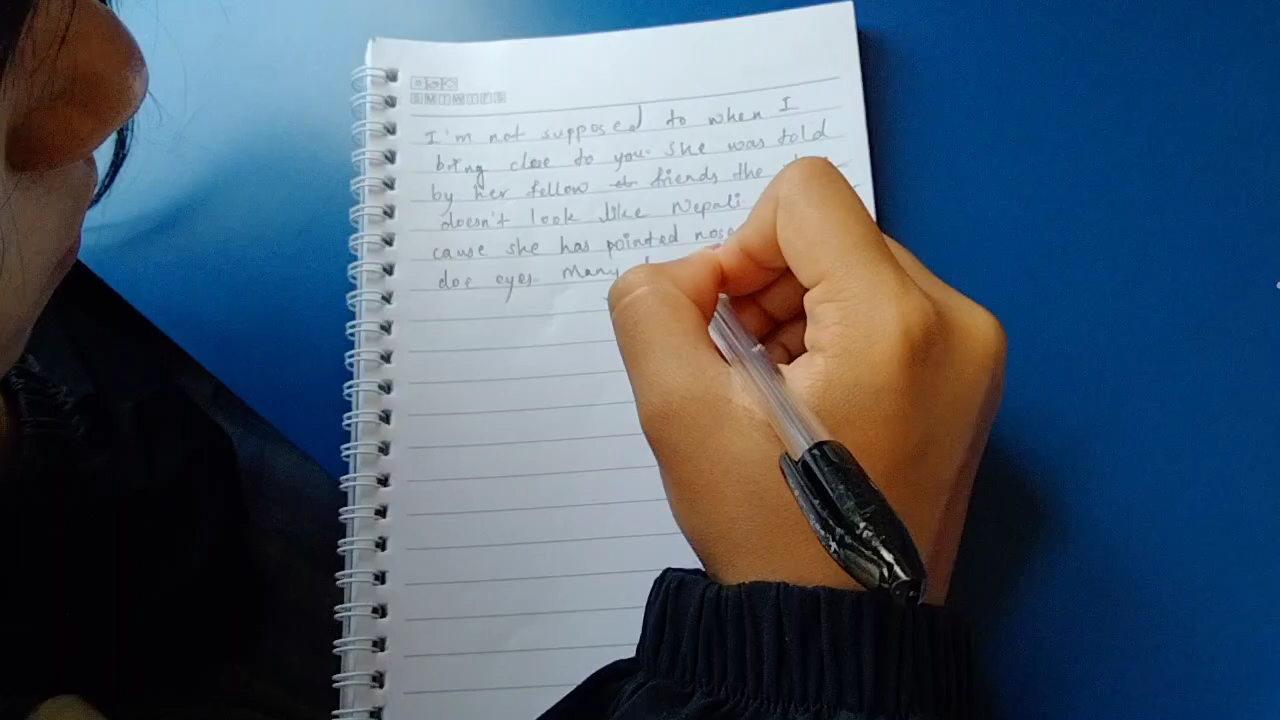 I'm not supposed to when I
bring close to you. She was told
by her fellow friends the
doesn't look like Nepali
cause she has pointed nose
doe eyes. Many